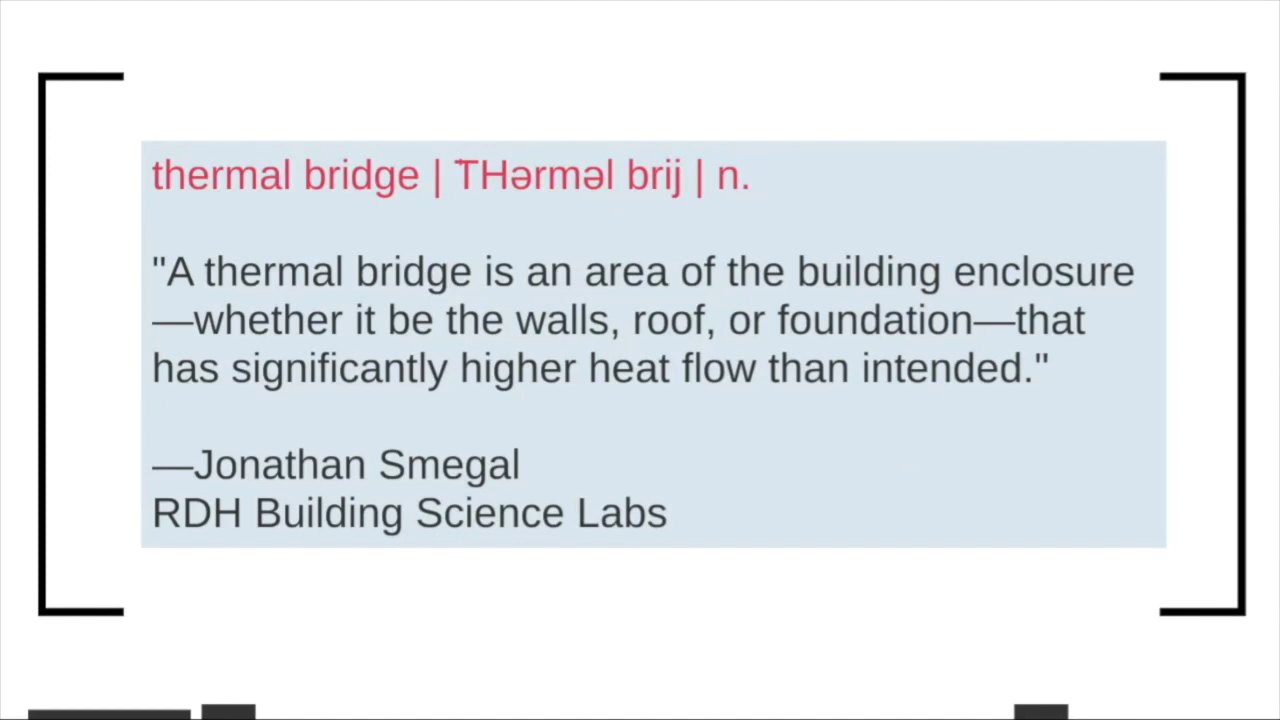 thermal bridge | ˈTHərməl brij | n.
"A thermal bridge is an area of the building enclosure
—whether it be the walls, roof, or foundation—that
has significantly higher heat flow than intended."
—Jonathan Smegal
RDH Building Science Labs